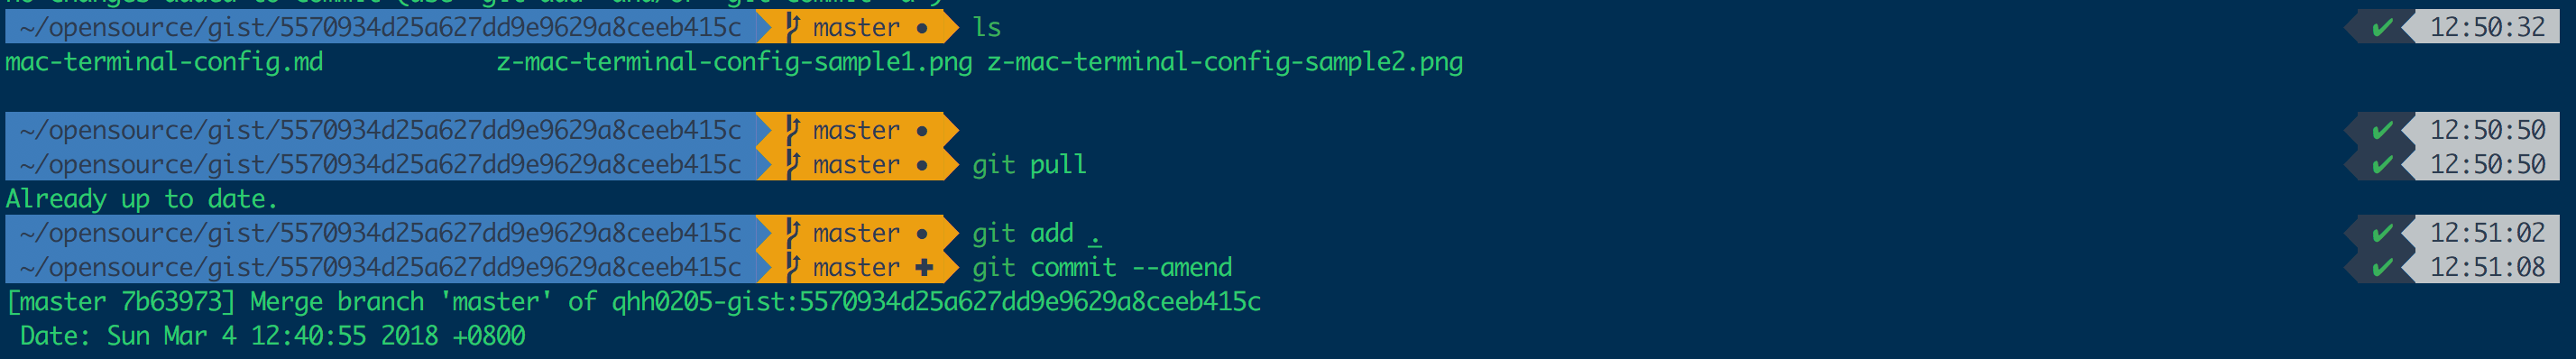 ~/opensource/gist/5570934d25a627dd9e9629a8ceeb415c master ● ls ✔ 12:50:32
mac-terminal-config.md z-mac-terminal-config-sample1.png z-mac-terminal-config-sample2.png
~/opensource/gist/5570934d25a627dd9e9629a8ceeb415c master ● ✔ 12:50:50
~/opensource/gist/5570934d25a627dd9e9629a8ceeb415c master ● git pull ✔ 12:50:50
Already up to date.
~/opensource/gist/5570934d25a627dd9e9629a8ceeb415c master ● git add . ✔ 12:51:02
~/opensource/gist/5570934d25a627dd9e9629a8ceeb415c master ✚ git commit --amend ✔ 12:51:08
[master 7b63973] Merge branch 'master' of qhh0205-gist:5570934d25a627dd9e9629a8ceeb415c
Date: Sun Mar 4 12:40:55 2018 +0800